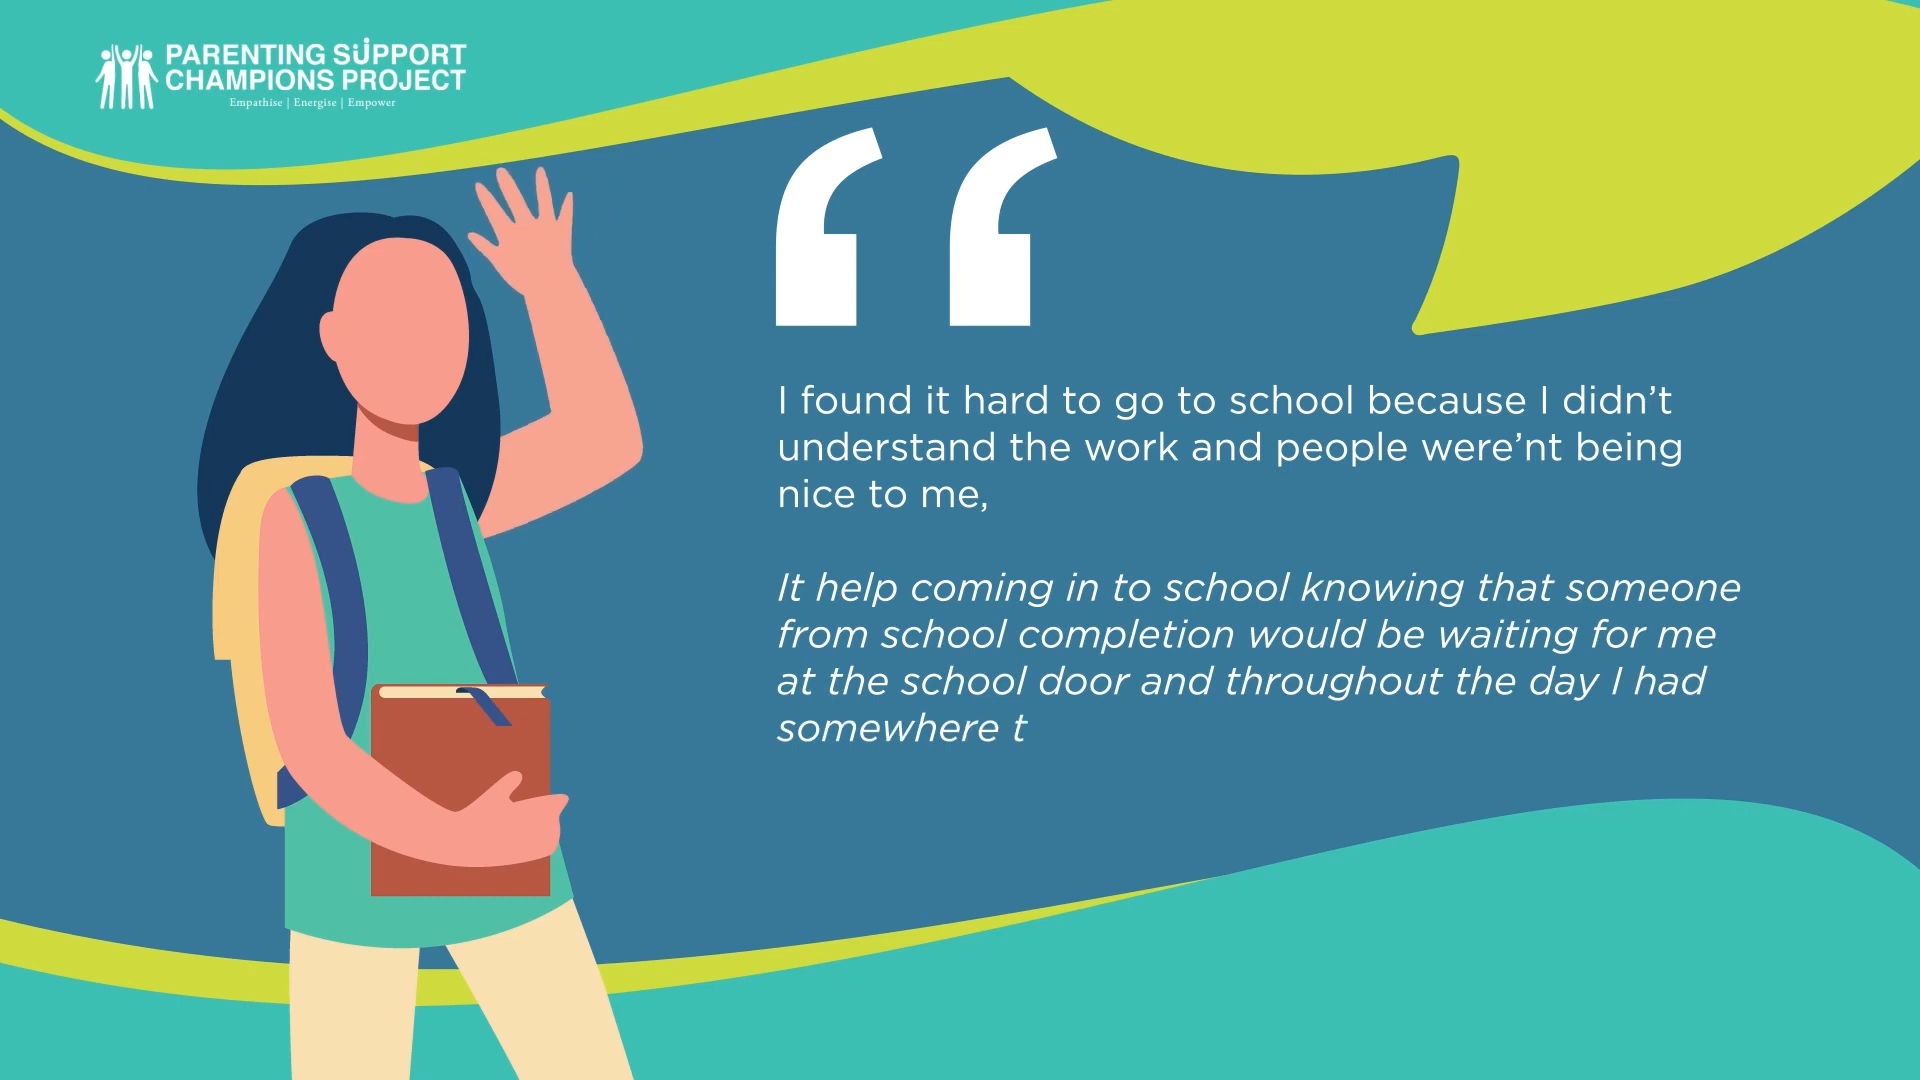 PARENTING SUPPORT
CHAMPIONS PROJECT
Empathise | Energise | Empower
I found it hard to go to school because I didn’t
understand the work and people were’nt being
nice to me,
It help coming in to school knowing that someone
from school completion would be waiting for me
at the school door and throughout the day I had
somewhere t